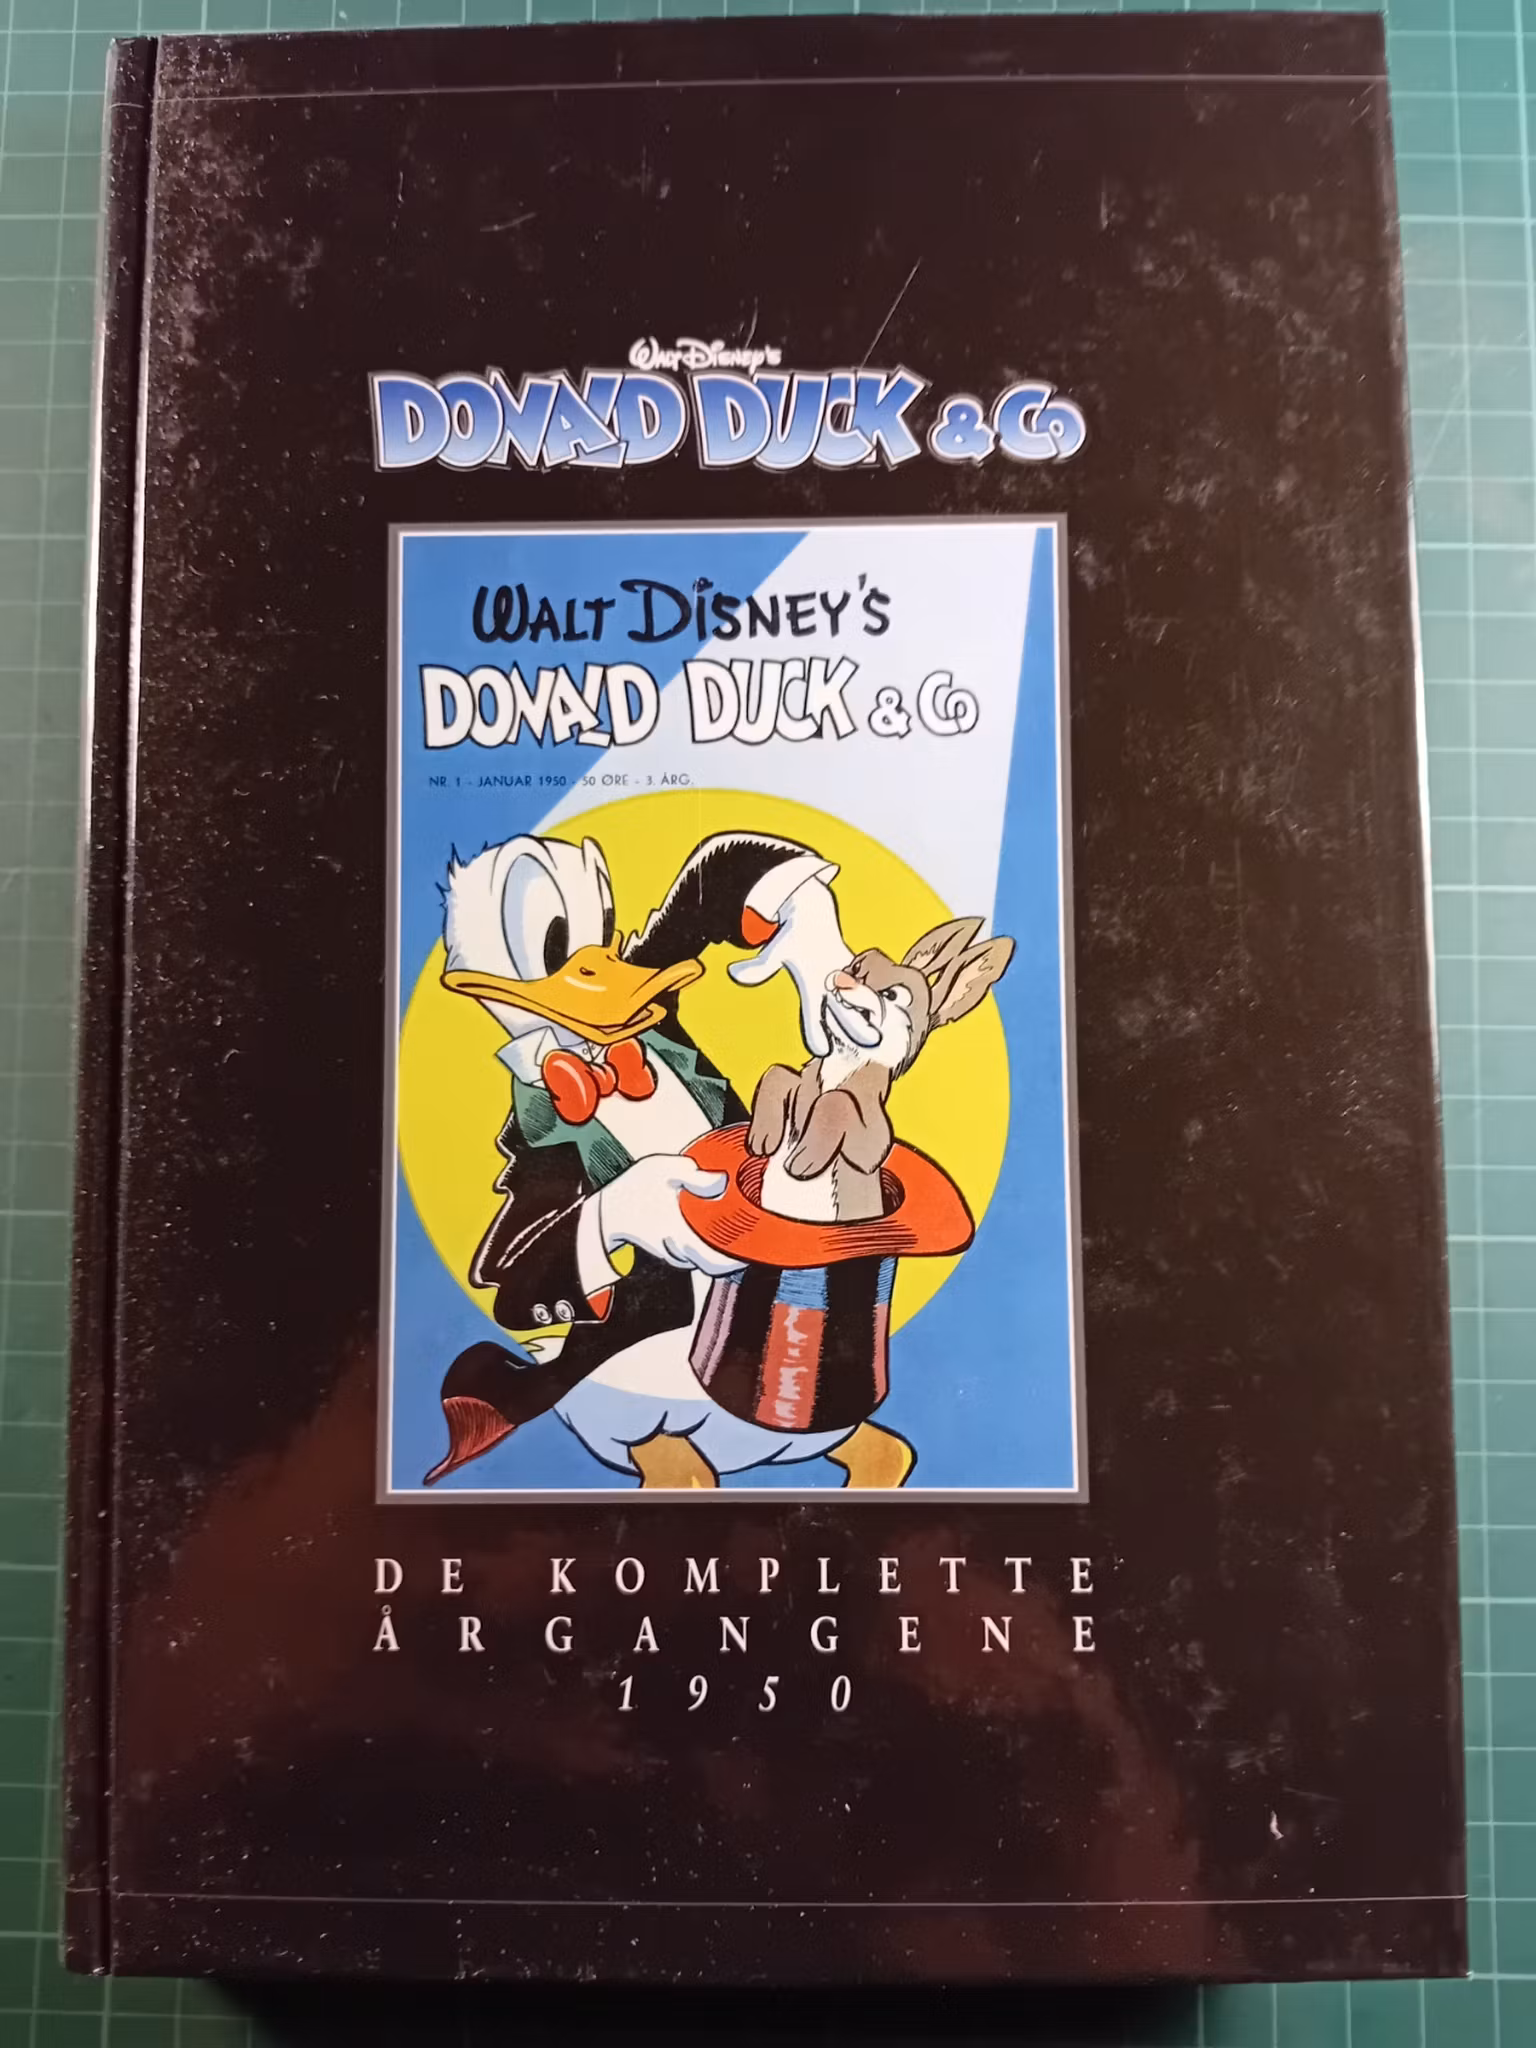 Walt Disney's
DONALD DUCK & Co
WALT DISNEY'S
DONALD DUCK & Co
NR. 1 - JANUAR 1950 - 50 ØRE - 3. ÅRG.
DE KOMPLETTE
ÅRGANGENE
1950